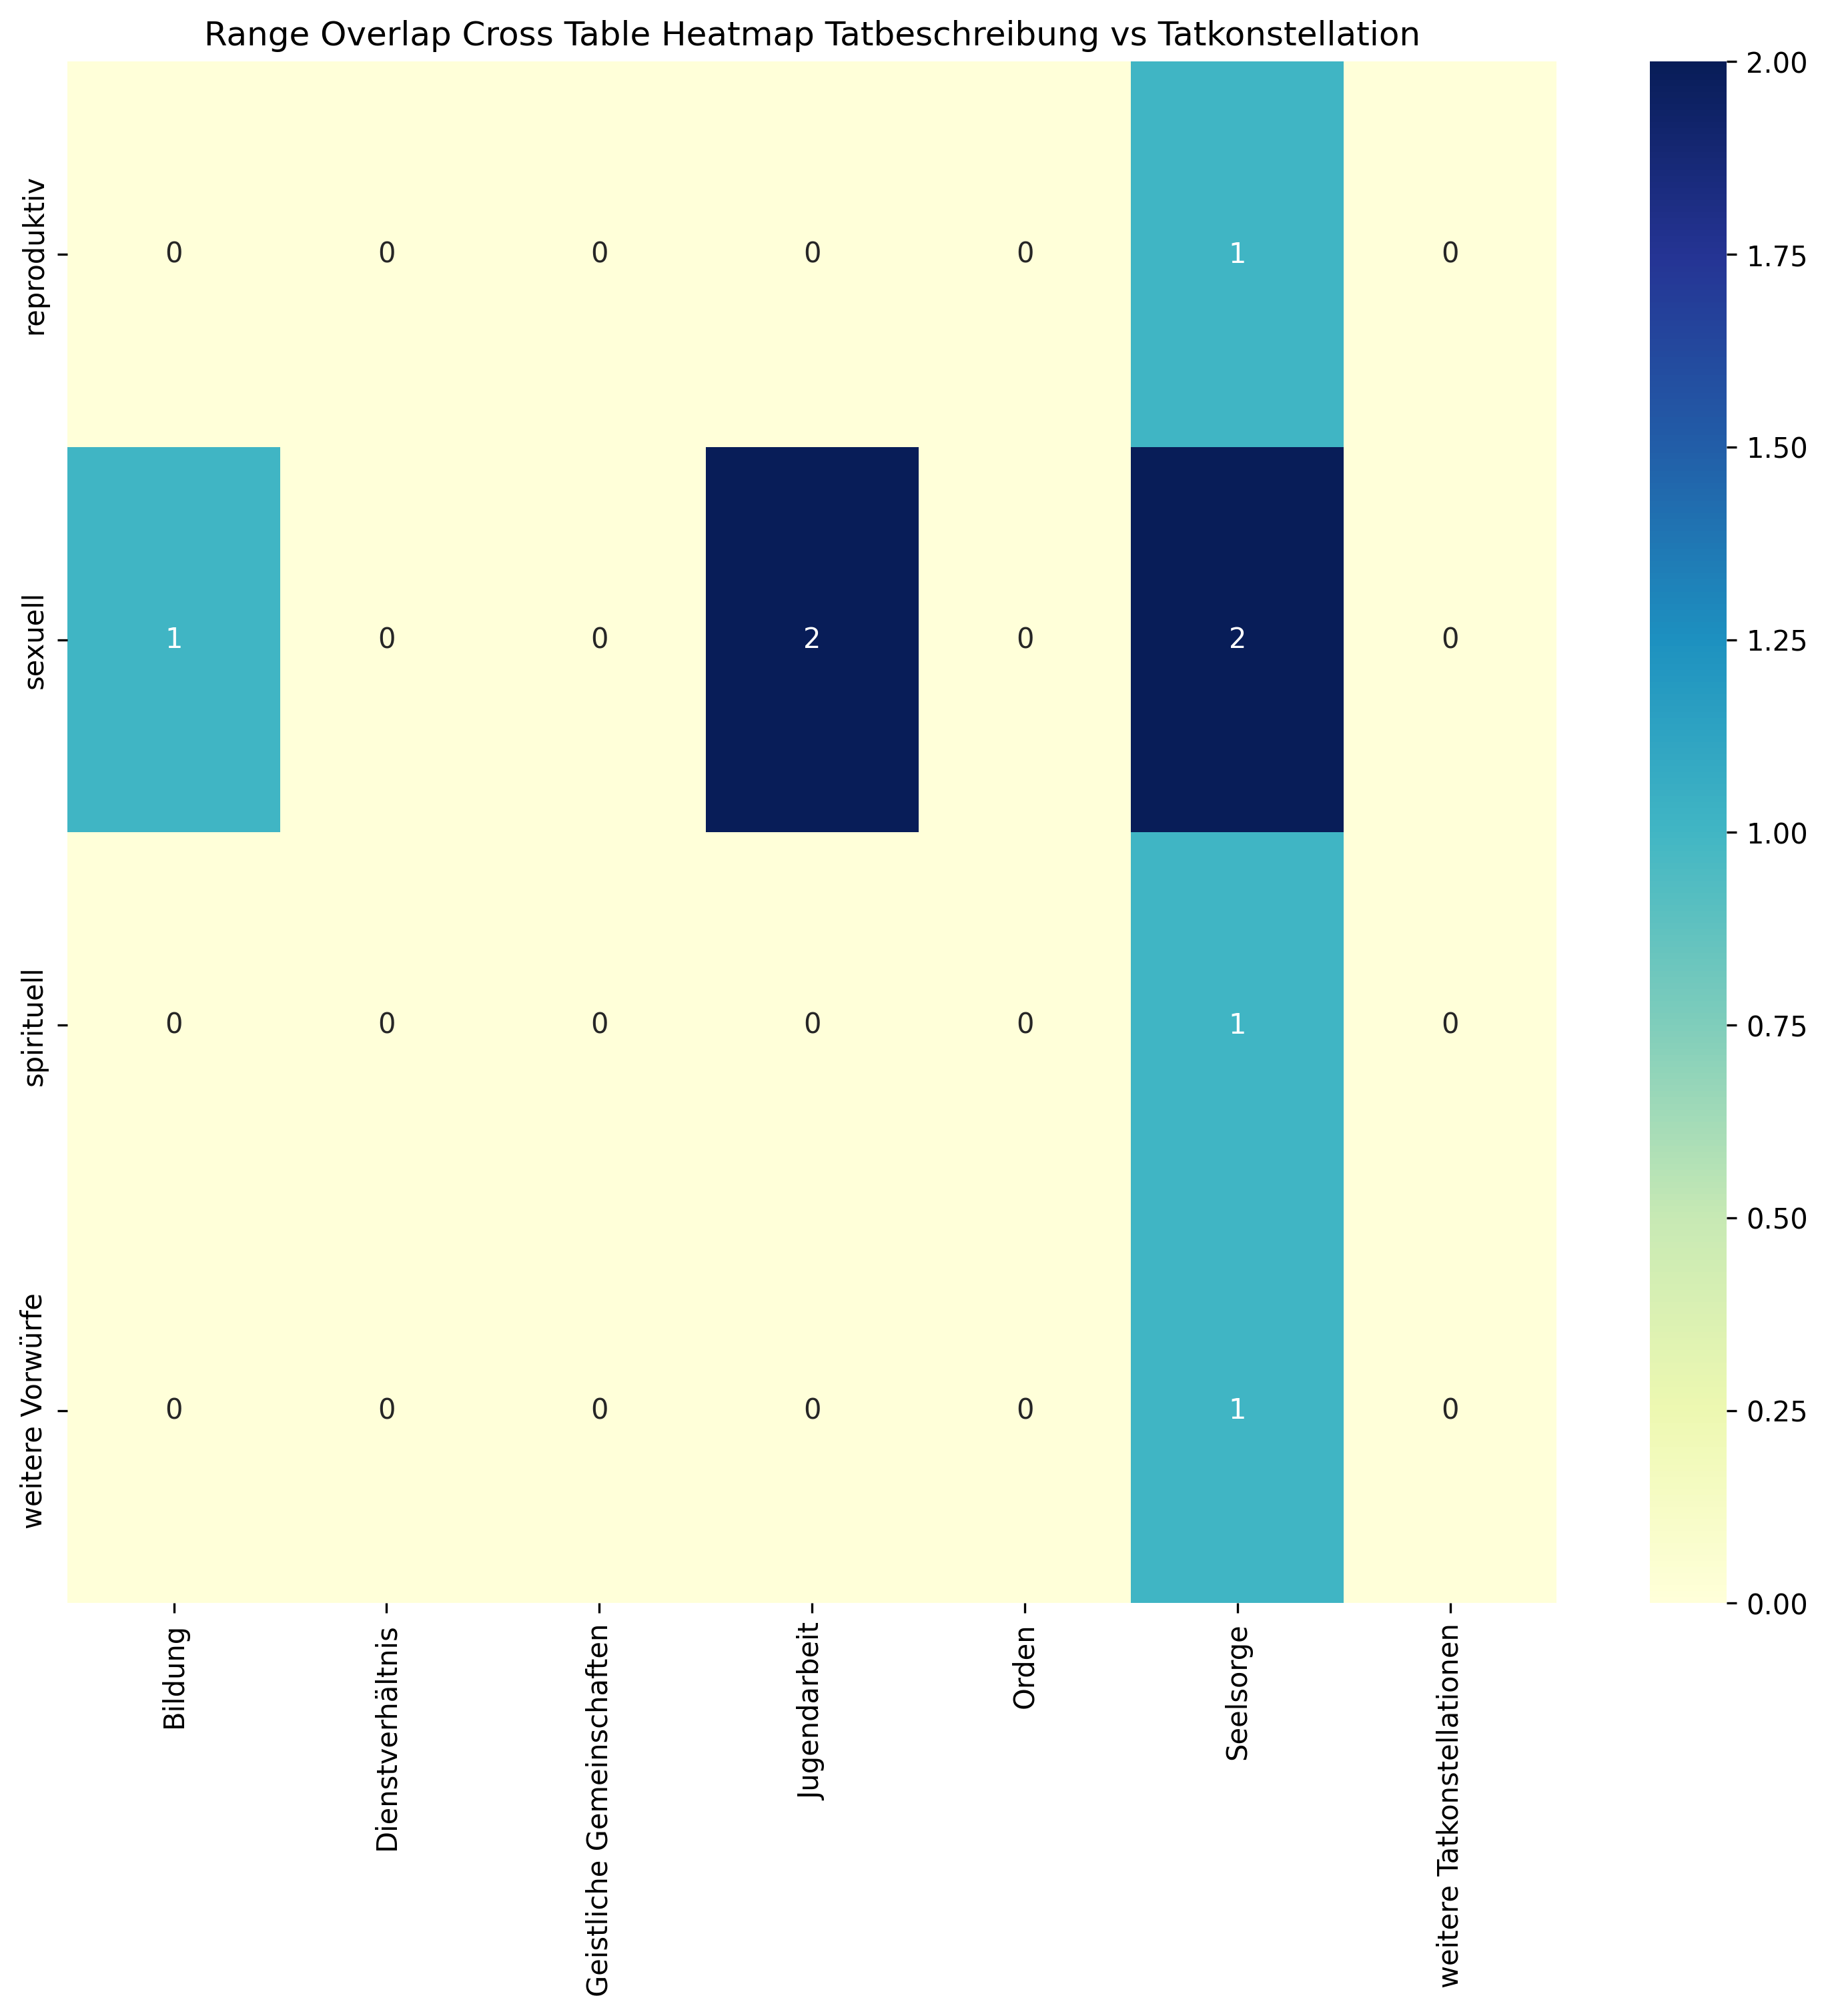 Range Overlap Cross Table Heatmap Tatbeschreibung vs Tatkonstellation
reproduktiv
0 0 0 0 0 1 0
sexuell
1 0 0 2 0 2 0
spirituell
0 0 0 0 0 1 0
weitere Vorwürfe
0 0 0 0 0 1 0
Bildung
Dienstverhältnis
Geistliche Gemeinschaften
Jugendarbeit
Orden
Seelsorge
weitere Tatkonstellationen
2.00
1.75
1.50
1.25
1.00
0.75
0.50
0.25
0.00